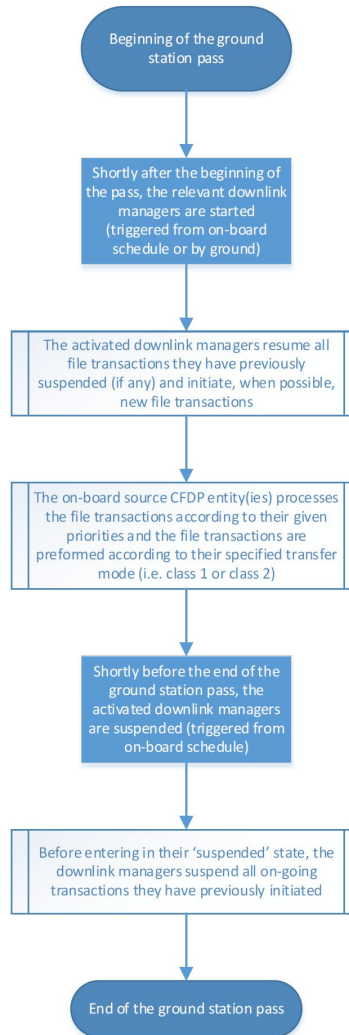 Beginning of the ground
station pass
Shortly after the beginning of
the pass, the relevant downlink
managers are started
(triggered from on-board
schedule or by ground)
The activated downlink managers resume all
file transactions they have previously
suspended (if any) and initiate, when possible,
new file transactions
The on-board source CFDP entity(ies) processes
the file transactions according to their given
priorities and the file transactions are
preformed according to their specified transfer
mode (i.e. class 1 or class 2)
Shortly before the end of the
ground station pass, the
activated downlink managers
are suspended (triggered from
on-board schedule)
Before entering in their ‘suspended’ state, the
downlink managers suspend all on-going
transactions they have previously initiated
End of the ground station pass